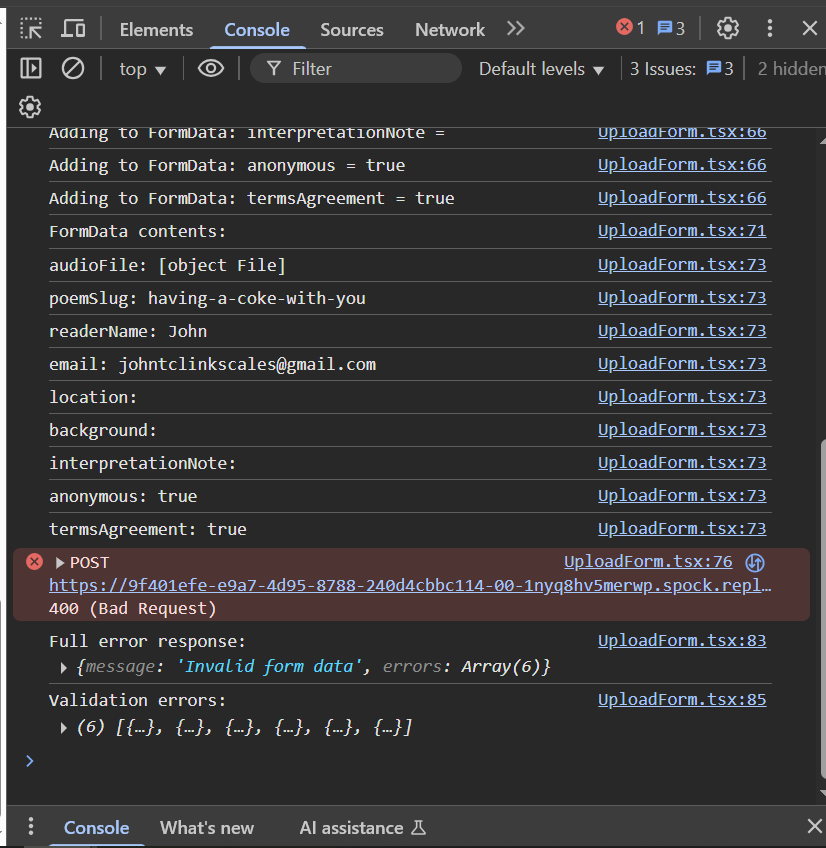 Elements Console Sources Network 1 3
top Filter Default levels 3 Issues: 3 2 hidden
Adding to FormData: interpretationNote = UploadForm.tsx:66
Adding to FormData: anonymous = true UploadForm.tsx:66
Adding to FormData: termsAgreement = true UploadForm.tsx:66
FormData contents: UploadForm.tsx:71
audioFile: [object File] UploadForm.tsx:73
poemSlug: having-a-coke-with-you UploadForm.tsx:73
readerName: John UploadForm.tsx:73
email: johntclinkscales@gmail.com UploadForm.tsx:73
location: UploadForm.tsx:73
background: UploadForm.tsx:73
interpretationNote: UploadForm.tsx:73
anonymous: true UploadForm.tsx:73
termsAgreement: true UploadForm.tsx:73
POST UploadForm.tsx:76
https://9f401efe-e9a7-4d95-8788-240d4cbbc114-00-1nyq8hv5merwp.spock.repl…
400 (Bad Request)
Full error response: UploadForm.tsx:83
{message: 'Invalid form data', errors: Array(6)}
Validation errors: UploadForm.tsx:85
(6) [{…}, {…}, {…}, {…}, {…}, {…}]
Console What's new AI assistance